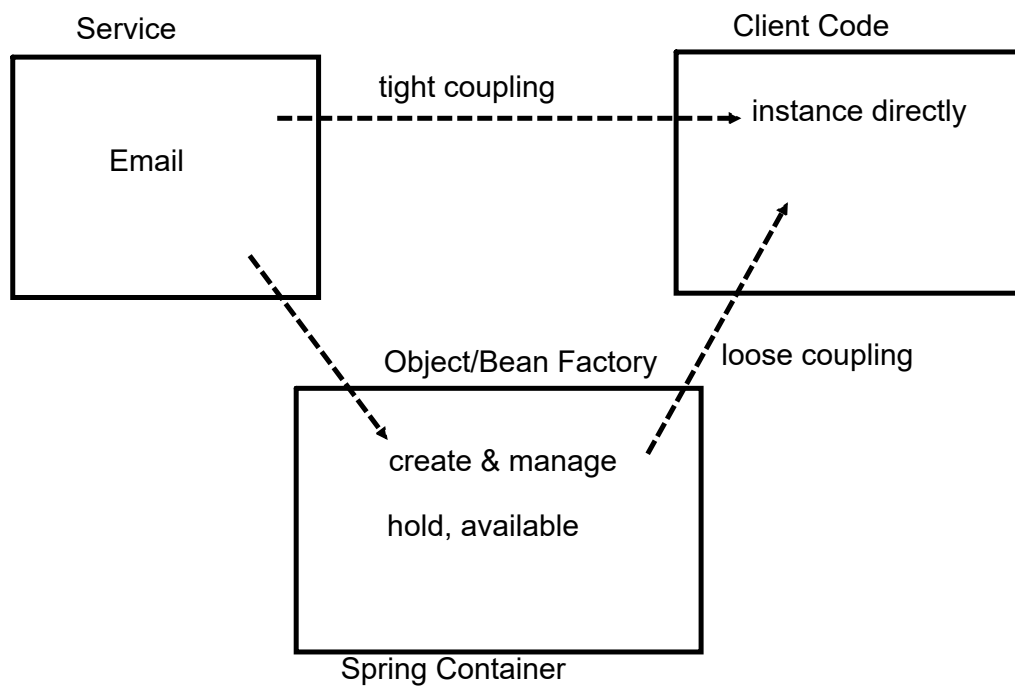 Service
Client Code
tight coupling
instance directly
Email
Object/Bean Factory
loose coupling
create & manage
hold, available
Spring Container